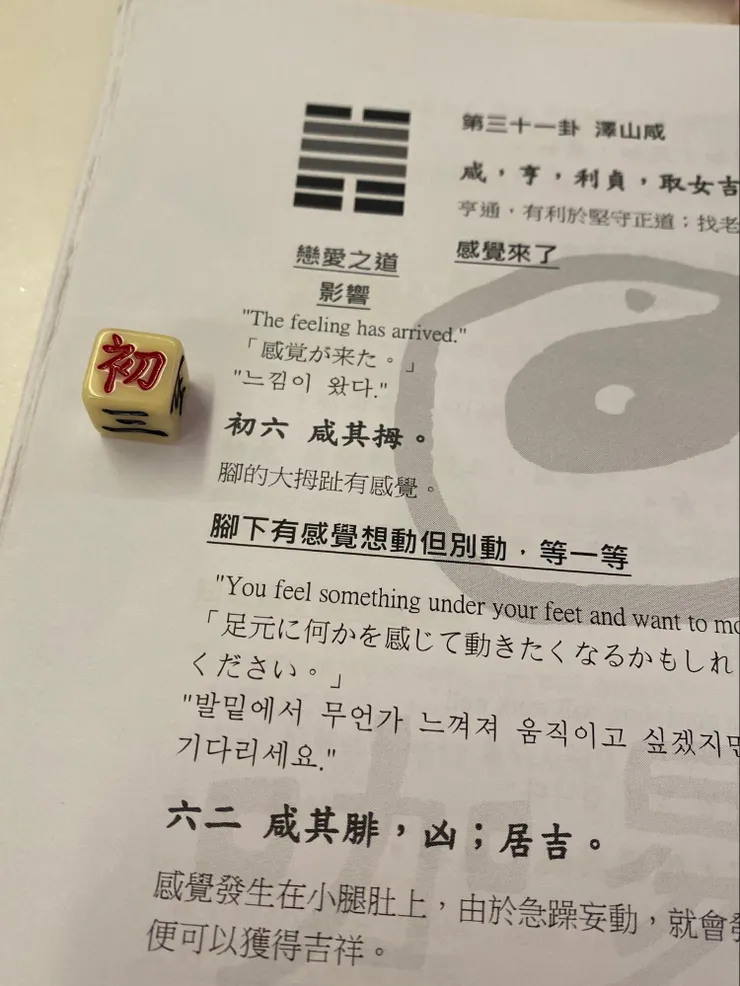 第三十一卦 澤山咸
咸，亨，利貞，取女吉
亨通，有利於堅守正道；找老
戀愛之道
影響
感覺來了
"The feeling has arrived."
「感覚が来た。」
"느낌이 왔다."
初
三
初六 咸其拇。
腳的大拇趾有感覺。
腳下有感覺想動但別動，等一等
"You feel something under your feet and want to mo
「足元に何かを感じて動きたくなるかもしれ
ください。」
"발밑에서 무언가 느껴져 움직이고 싶겠지만
기다리세요."
六二 咸其腓，凶；居吉。
感覺發生在小腿肚上，由於急躁妄動，就會發
便可以獲得吉祥。